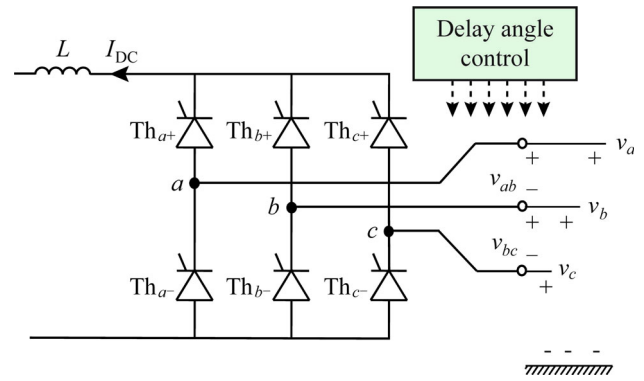 Delay angle
control
L I_DC
Th_a+ Th_b+ Th_c+
v_a
+ +
a
v_ab −
b
v_b
+ +
c
v_bc −
v_c
+
Th_a− Th_b− Th_c−
- - -